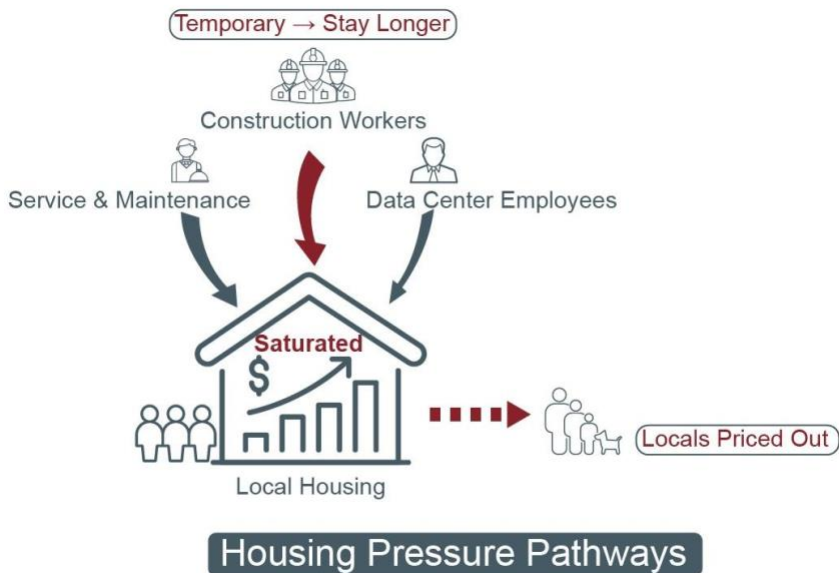 Temporary → Stay Longer
Construction Workers
Service & Maintenance
Data Center Employees
Saturated
$
Local Housing
Locals Priced Out
Housing Pressure Pathways